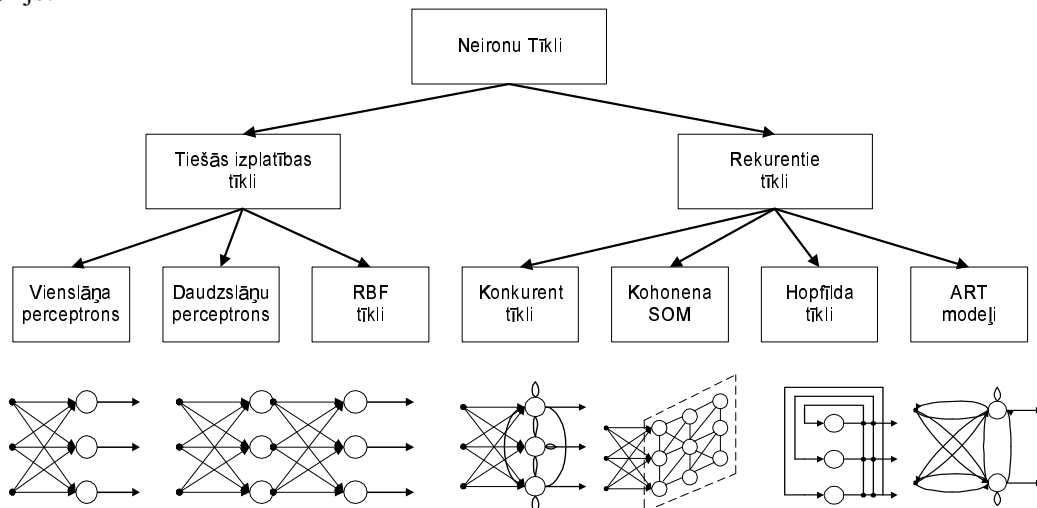 Neironu Tīkli
Tiešās izplatības
tīkli
Rekurentie
tīkli
Vienslāņa
perceptrons
Daudzslāņu
perceptrons
RBF
tīkli
Konkurent
tīkli
Kohonena
SOM
Hopfīlda
tīkli
ART
modeļi